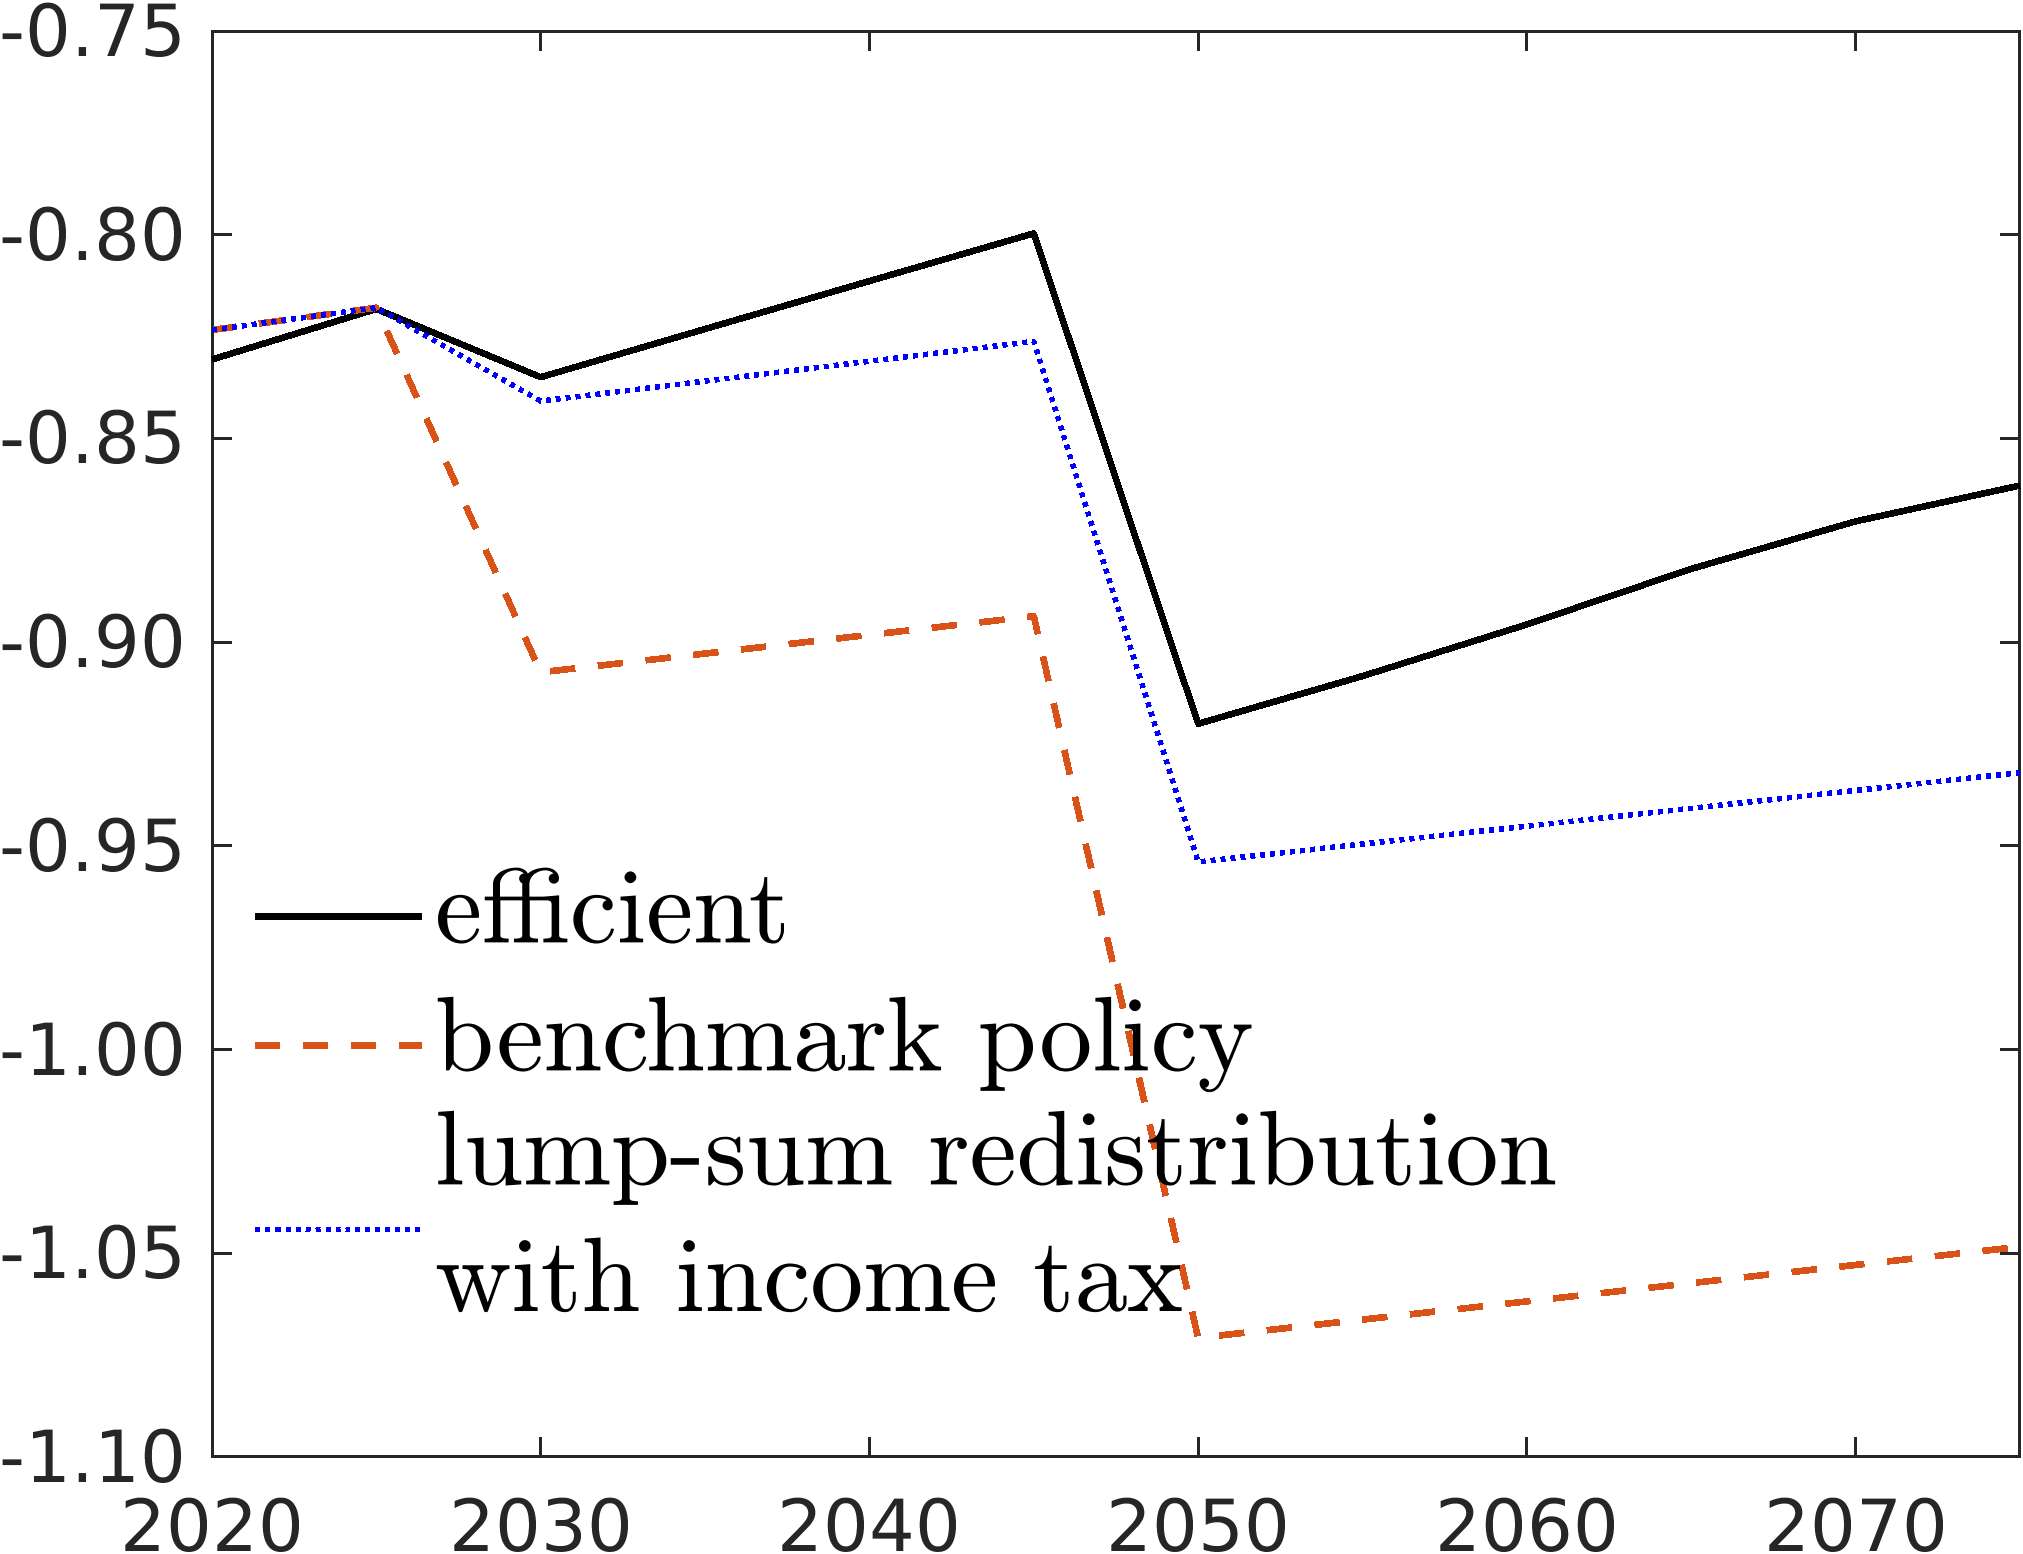 -0.75
-0.80
-0.85
-0.90
-0.95
-1.00
-1.05
-1.10
efficient
benchmark policy
lump-sum redistribution
with income tax
2020 2030 2040 2050 2060 2070